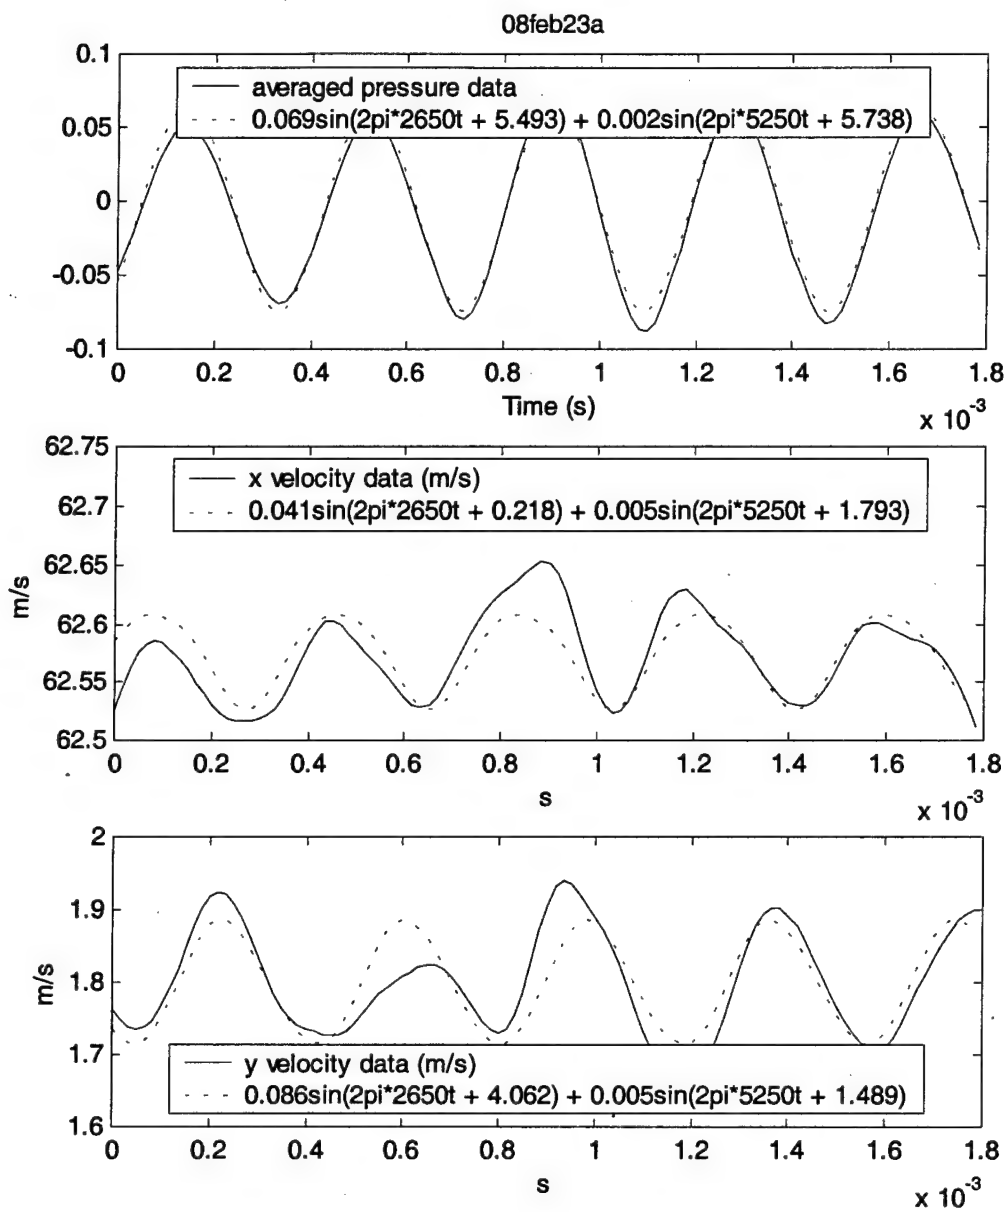 08feb23a
0.1
averaged pressure data
0.069sin(2pi*2650t + 5.493) + 0.002sin(2pi*5250t + 5.738)
0.05
0
-0.05
-0.1
0 0.2 0.4 0.6 0.8 1 1.2 1.4 1.6 1.8
Time (s)
x 10-3
62.75
x velocity data (m/s)
0.041sin(2pi*2650t + 0.218) + 0.005sin(2pi*5250t + 1.793)
62.7
62.65
m/s
62.6
62.55
62.5
0 0.2 0.4 0.6 0.8 1 1.2 1.4 1.6 1.8
s
x 10-3
2
1.9
m/s
1.8
1.7
y velocity data (m/s)
0.086sin(2pi*2650t + 4.062) + 0.005sin(2pi*5250t + 1.489)
1.6
0 0.2 0.4 0.6 0.8 1 1.2 1.4 1.6 1.8
s
x 10-3